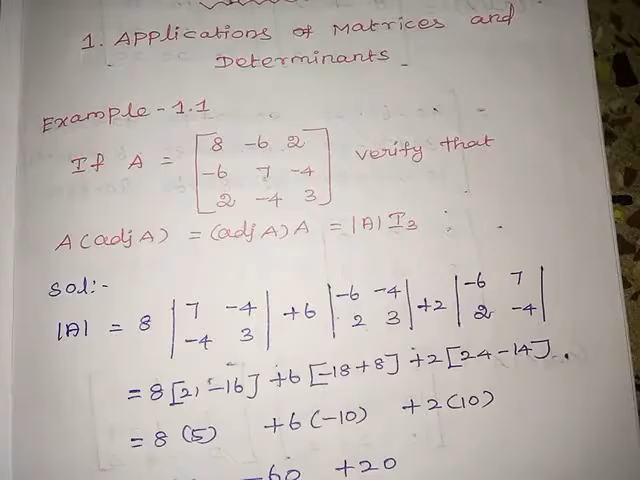 1. Applications of Matrices and
Determinants.
Example-1.1
If A = [8 -6 2
-6 7 -4
2 -4 3] verify that
A(adj A) = (adj A) A = |A| I₃
Sol:-
|A| = 8 |7 -4
-4 3| +6 |-6 -4
2 3| +2 |-6 7
2 -4|
= 8 [21-16] +6 [-18+8] +2 [24-14].
= 8 (5) +6 (-10) +2 (10)
-60 +20